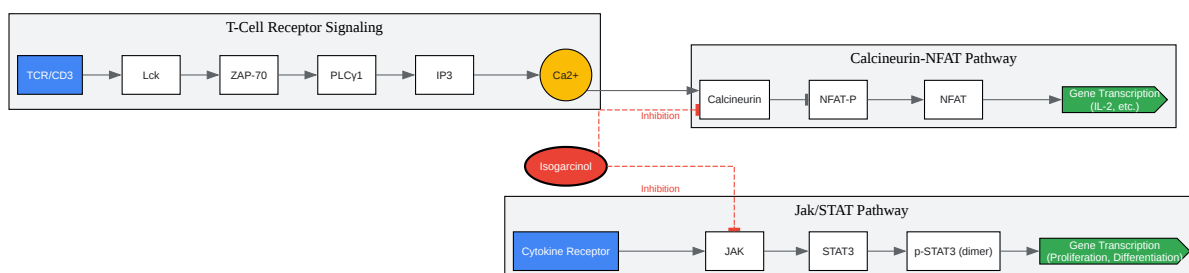 T-Cell Receptor Signaling
TCR/CD3
Lck
ZAP-70
PLCγ1
IP3
Ca2+
Calcineurin-NFAT Pathway
Calcineurin
NFAT-P
NFAT
Gene Transcription
(IL-2, etc.)
Inhibition
Isogarcinol
Inhibition
Jak/STAT Pathway
Cytokine Receptor
JAK
STAT3
p-STAT3 (dimer)
Gene Transcription
(Proliferation, Differentiation)